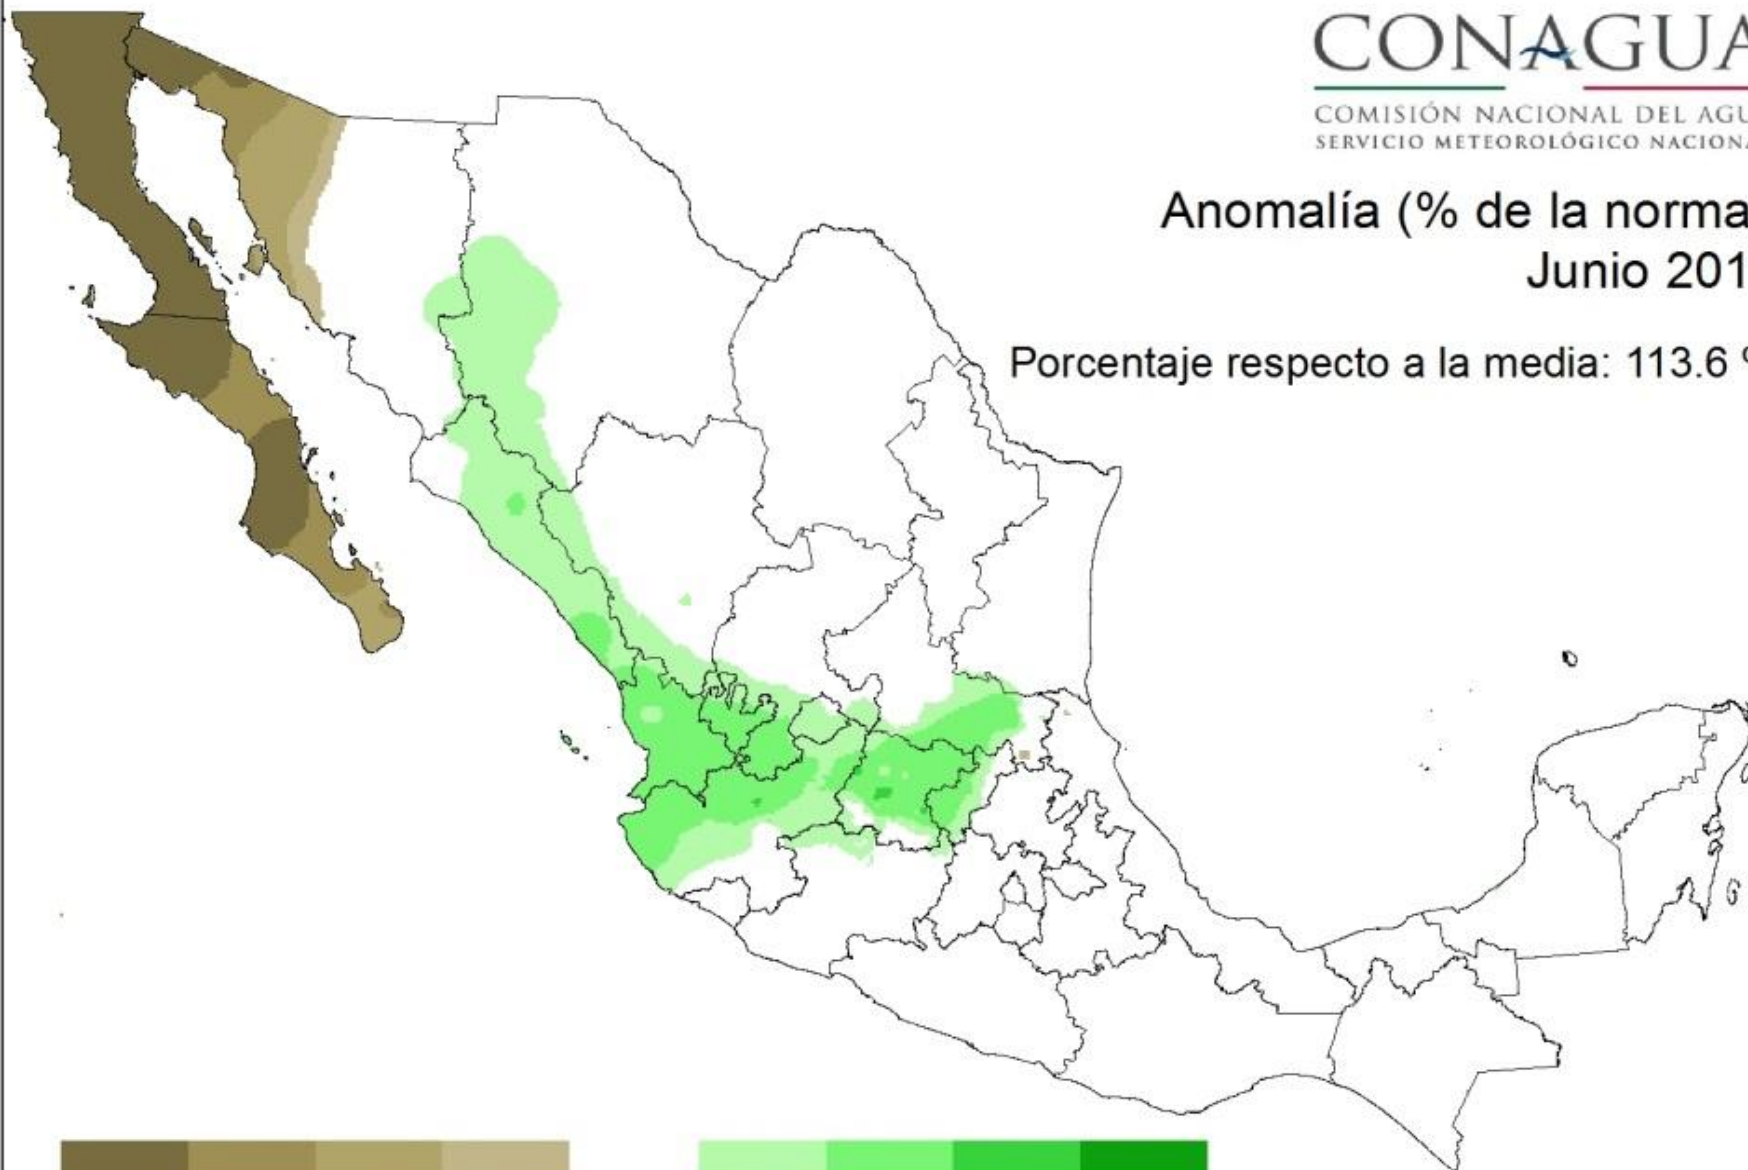 CONAGUA
COMISIÓN NACIONAL DEL AGU
SERVICIO METEOROLÓGICO NACION
Anomalía (% de la norma
Junio 201
Porcentaje respecto a la media: 113.6